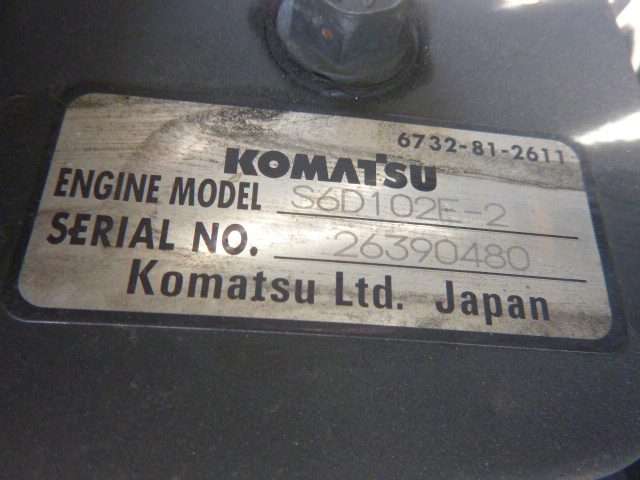 6732-81-2611
KOMATSU
ENGINE MODEL S6D102E-2
SERIAL NO. 26390480
Komatsu Ltd. Japan